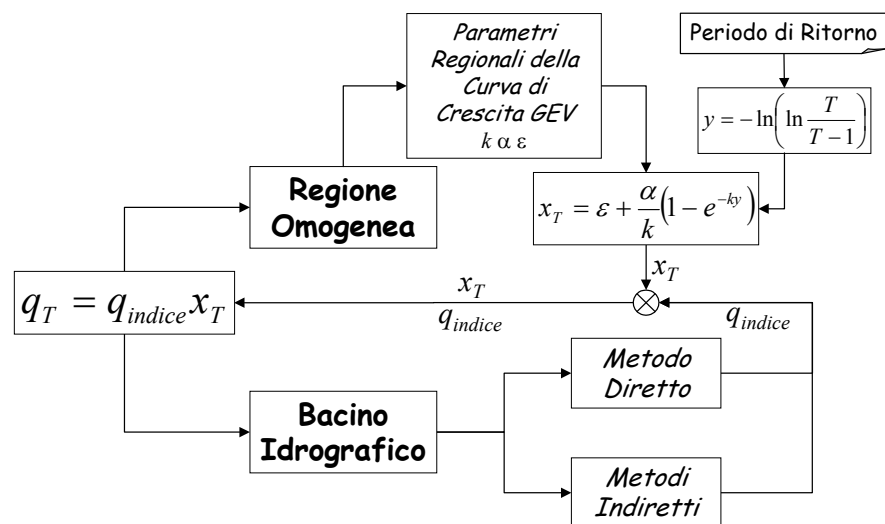 Parametri
Regionali della
Curva di
Crescita GEV
k α ε
Periodo di Ritorno
y = −ln(ln T/(T − 1))
Regione
Omogenea
x_T = ε + α/k (1 − e^{−ky})
x_T
q_T = q_indice x_T
x_T
q_indice
q_indice
Metodo
Diretto
Bacino
Idrografico
Metodi
Indiretti